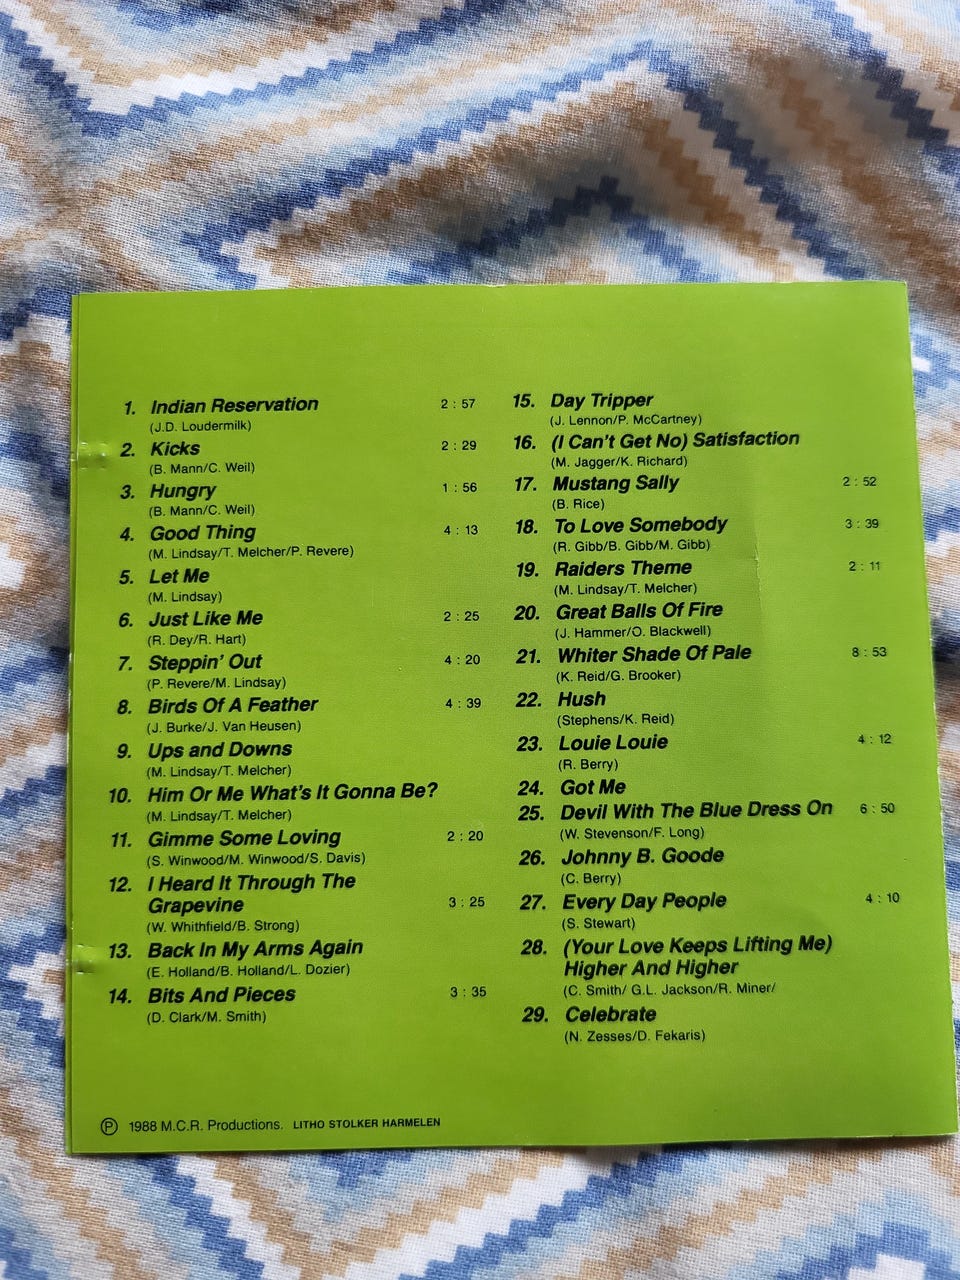 1. Indian Reservation 2 : 57
(J.D. Loudermilk)
2. Kicks 2 : 29
(B. Mann/C. Weil)
3. Hungry 1 : 56
(B. Mann/C. Weil)
4. Good Thing 4 : 13
(M. Lindsay/T. Melcher/P. Revere)
5. Let Me
(M. Lindsay)
6. Just Like Me 2 : 25
(R. Dey/R. Hart)
7. Steppin' Out 4 : 20
(P. Revere/M. Lindsay)
8. Birds Of A Feather 4 : 39
(J. Burke/J. Van Heusen)
9. Ups and Downs
(M. Lindsay/T. Melcher)
10. Him Or Me What's It Gonna Be?
(M. Lindsay/T. Melcher)
11. Gimme Some Loving 2 : 20
(S. Winwood/M. Winwood/S. Davis)
12. I Heard It Through The
Grapevine 3 : 25
(W. Whithfield/B. Strong)
13. Back In My Arms Again
(E. Holland/B. Holland/L. Dozier)
14. Bits And Pieces 3 : 35
(D. Clark/M. Smith)
15. Day Tripper
(J. Lennon/P. McCartney)
16. (I Can't Get No) Satisfaction
(M. Jagger/K. Richard)
17. Mustang Sally 2 : 52
(B. Rice)
18. To Love Somebody 3 : 39
(R. Gibb/B. Gibb/M. Gibb)
19. Raiders Theme 2 : 11
(M. Lindsay/T. Melcher)
20. Great Balls Of Fire
(J. Hammer/O. Blackwell)
21. Whiter Shade Of Pale 8 : 53
(K. Reid/G. Brooker)
22. Hush
(Stephens/K. Reid)
23. Louie Louie 4 : 12
(R. Berry)
24. Got Me
25. Devil With The Blue Dress On 6 : 50
(W. Stevenson/F. Long)
26. Johnny B. Goode
(C. Berry)
27. Every Day People 4 : 10
(S. Stewart)
28. (Your Love Keeps Lifting Me)
Higher And Higher
(C. Smith/ G.L. Jackson/R. Miner/
29. Celebrate
(N. Zesses/D. Fekaris)
Ⓟ 1988 M.C.R. Productions. LITHO STOLKER HARMELEN